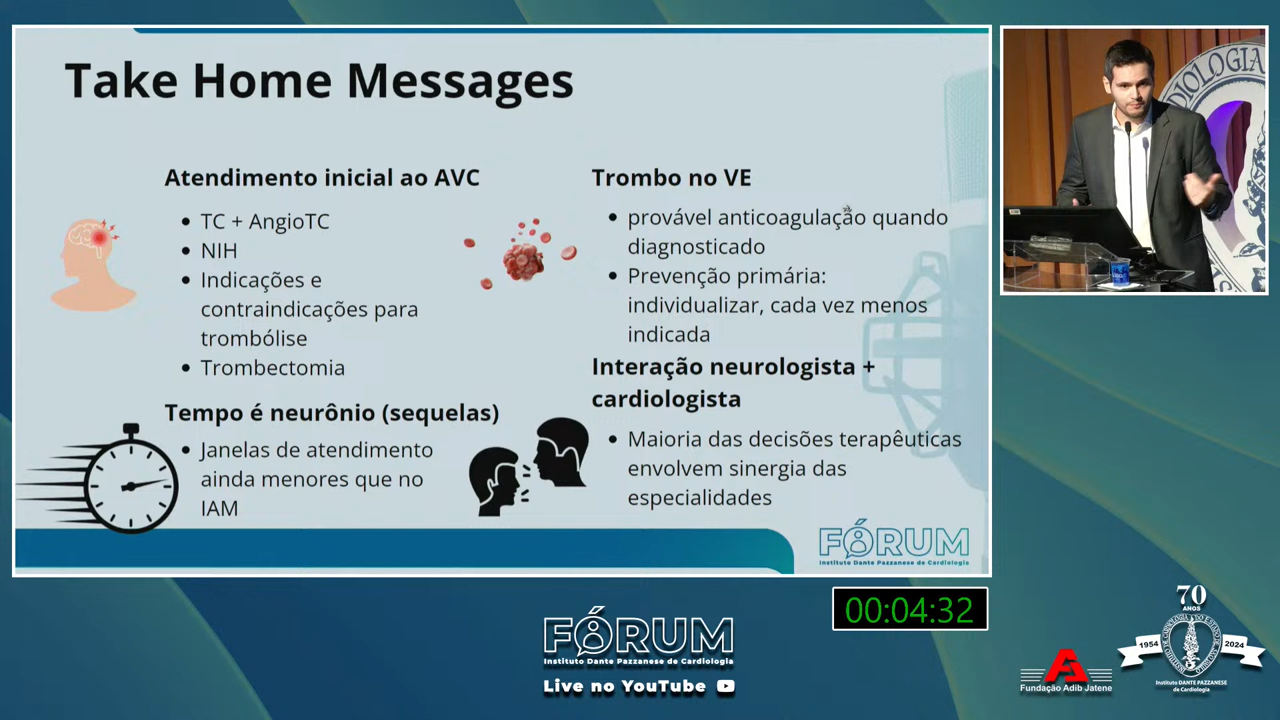 Take Home Messages
Atendimento inicial ao AVC
• TC + AngioTC
• NIH
• Indicações e
contraindicações para
trombólise
• Trombectomia
Tempo é neurônio (sequelas)
• Janelas de atendimento
ainda menores que no
IAM
Trombo no VE
• provável anticoagulação quando
diagnosticado
• Prevenção primária:
individualizar, cada vez menos
indicada
Interação neurologista +
cardiologista
• Maioria das decisões terapêuticas
envolvem sinergia das
especialidades
FÓRUM
Instituto Dante Pazzanese de Cardiologia
DIOLOGIA
00:04:32
FÓRUM
Instituto Dante Pazzanese de Cardiologia
Live no YouTube
Fundação Adib Jatene
70
ANOS
1954
2024
Instituto DANTE PAZZANESE
de Cardiologia